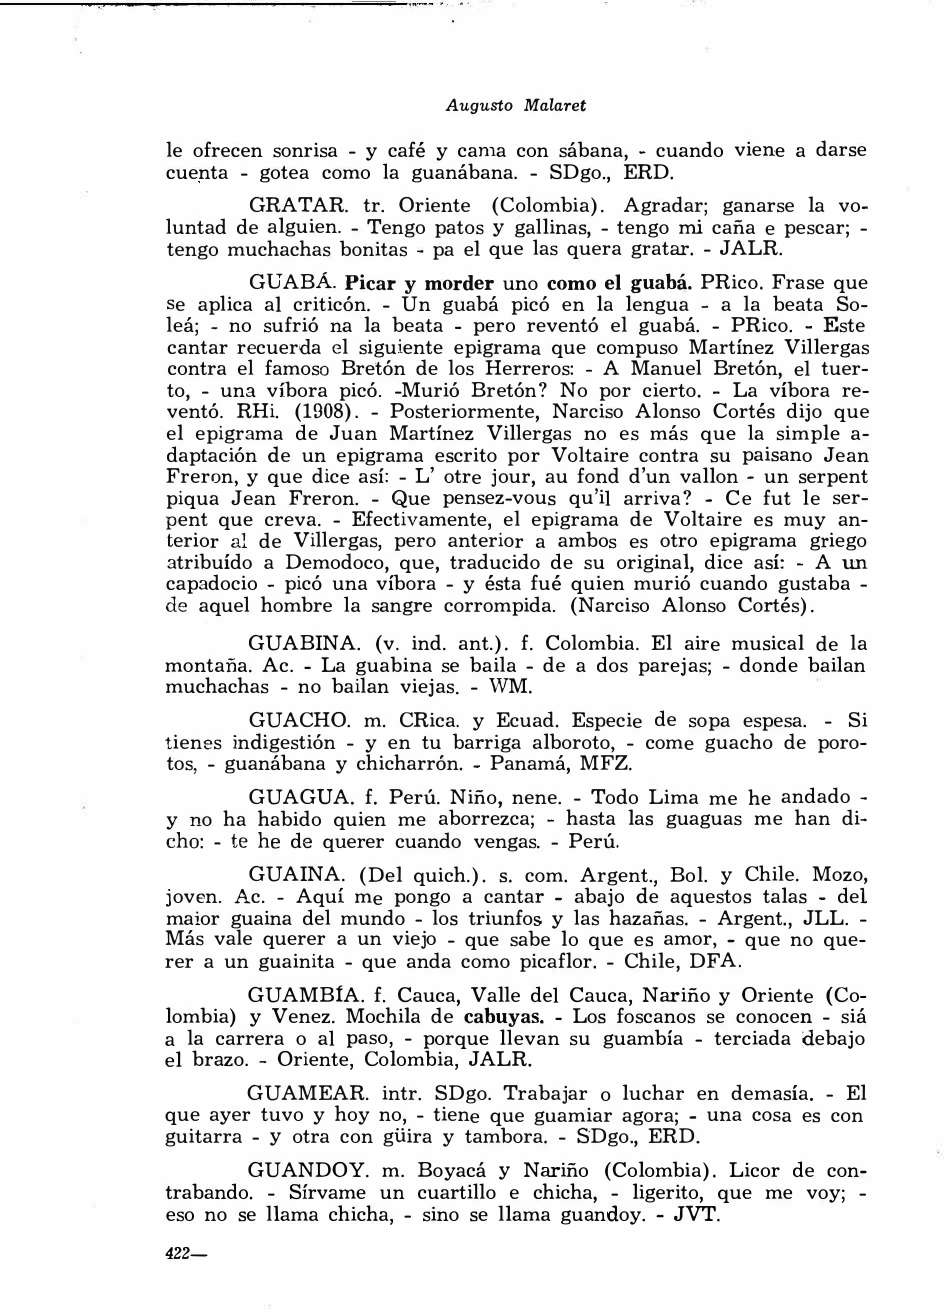 Augusto Malaret
le ofrecen sonrisa - y café y cama con sábana, - cuando viene a darse
cuenta - gotea como la guanábana. - SDgo., ERD.
GRATAR. tr. Oriente (Colombia). Agradar; ganarse la vo-
luntad de alguien. - Tengo patos y gallinas, - tengo mi caña e pescar; -
tengo muchachas bonitas - pa el que las quera gratar. - JALR.
GUABÁ. Picar y morder uno como el guabá. PRico. Frase que
se aplica al criticón. - Un guabá picó en la lengua - a la beata So-
leá; - no sufrió na la beata - pero reventó el guabá. - PRico. - Este
cantar recuerda el siguiente epigrama que compuso Martínez Villergas
contra el famoso Bretón de los Herreros: - A Manuel Bretón, el tuer-
to, - una víbora picó. -Murió Bretón? No por cierto. - La víbora re-
ventó. RHi. (1908). - Posteriormente, Narciso Alonso Cortés dijo que
el epigrama de Juan Martínez Villergas no es más que la simple a-
daptación de un epigrama escrito por Voltaire contra su paisano Jean
Freron, y que dice así: - L' otre jour, au fond d'un vallon - un serpent
piqua Jean Freron. - Que pensez-vous qu'il arriva? - Ce fut le ser-
pent que creva. - Efectivamente, el epigrama de Voltaire es muy an-
terior al de Villergas, pero anterior a ambos es otro epigrama griego
atribuído a Demodoco, que, traducido de su original, dice así: - A un
capadocio - picó una víbora - y ésta fué quien murió cuando gustaba -
de aquel hombre la sangre corrompida. (Narciso Alonso Cortés).
GUABINA. (v. ind. ant.). f. Colombia. El aire musical de la
montaña. Ac. - La guabina se baila - de a dos parejas; - donde bailan
muchachas - no bailan viejas. - WM.
GUACHO. m. CRica. y Ecuad. Especie de sopa espesa. - Si
tienes indigestión - y en tu barriga alboroto, - come guacho de poro-
tos, - guanábana y chicharrón. - Panamá, MFZ.
GUAGUA. f. Perú. Niño, nene. - Todo Lima me he andado -
y no ha habido quien me aborrezca; - hasta las guaguas me han di-
cho: - te he de querer cuando vengas. - Perú.
GUAINA. (Del quich.). s. com. Argent., Bol. y Chile. Mozo,
joven. Ac. - Aquí me pongo a cantar - abajo de aquestos talas - del
maior guaina del mundo - los triunfos y las hazañas. - Argent., JLL. -
Más vale querer a un viejo - que sabe lo que es amor, - que no que-
rer a un guainita - que anda como picaflor. - Chile, DFA.
GUAMBÍA. f. Cauca, Valle del Cauca, Nariño y Oriente (Co-
lombia) y Venez. Mochila de cabuyas. - Los foscanos se conocen - siá
a la carrera o al paso, - porque llevan su guambía - terciada debajo
el brazo. - Oriente, Colombia, JALR.
GUAMEAR. intr. SDgo. Trabajar o luchar en demasía. - El
que ayer tuvo y hoy no, - tiene que guamiar agora; - una cosa es con
guitarra - y otra con güira y tambora. - SDgo., ERD.
GUANDOY. m. Boyacá y Nariño (Colombia). Licor de con-
trabando. - Sírvame un cuartillo e chicha, - ligerito, que me voy; -
eso no se llama chicha, - sino se llama guandoy. - JVT.
422—